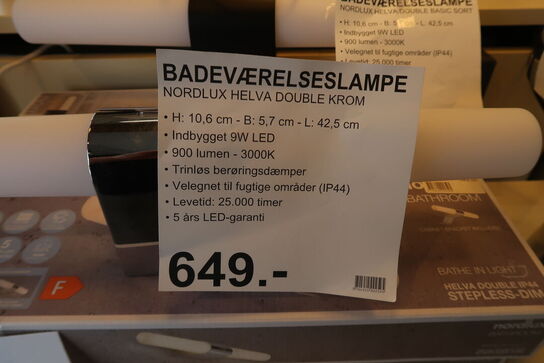 BADEVÆRELSESLAMPE
NORDLUX HELVA DOUBLE BASIC SORT
• H: 10,6 cm - B: 5,7 cm - L: 42,5 cm
• Indbygget 9W LED
• 900 lumen - 3000K
• Velegnet til fugtige områder (IP44)
• Levetid: 25.000 timer
BADEVÆRELSESLAMPE
NORDLUX HELVA DOUBLE KROM
• H: 10,6 cm - B: 5,7 cm - L: 42,5 cm
• Indbygget 9W LED
• 900 lumen - 3000K
• Trinløs berøringsdæmper
• Velegnet til fugtige områder (IP44)
• Levetid: 25.000 timer
• 5 års LED-garanti
649.-
BATHROOM
BATHE IN LIGHT
HELVA DOUBLE IP44
STEPLESS-DIM
F
nordlux